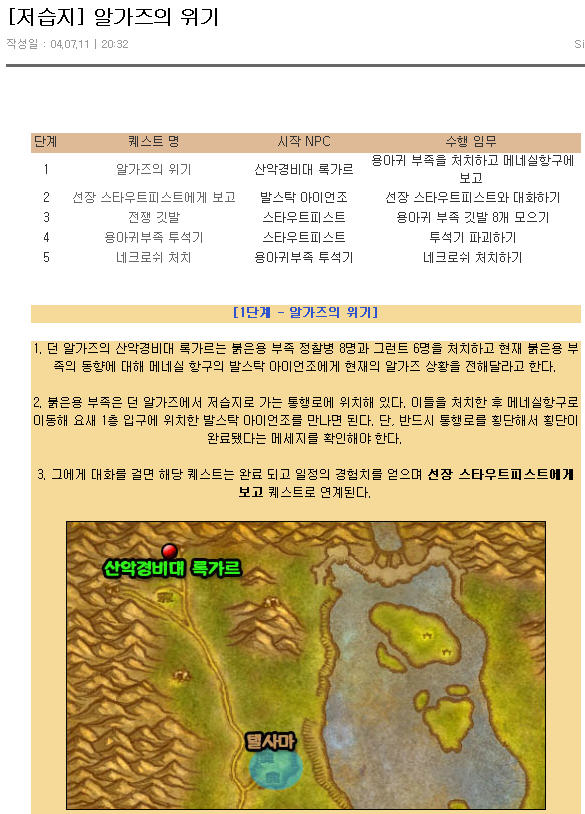 [저습지] 알가즈의 위기
작성일 : 04,07,11 | 20:32
Si
단계 퀘스트 명 시작 NPC 수행 임무
1 알가즈의 위기 산악경비대 룩가르 용아귀 부족을 처치하고 메네실항구에 보고
2 선장 스타우트피스트에게 보고 발스탁 아이언조 선장 스타우트피스트와 대화하기
3 전쟁 깃발 스타우트피스트 용아귀 부족 깃발 8개 모으기
4 용아귀부족 투석기 스타우트피스트 투석기 파괴하기
5 네크로쉬 처치 용아귀부족 투석기 네크로쉬 처치하기
[1단계 - 알가즈의 위기]
1. 던 알가즈의 산악경비대 룩가르는 붉은용 부족 정찰병 8명과 그런트 6명을 처치하고 현재 붉은용 부
족의 동향에 대해 메네실 항구의 발스탁 아이언조에게 현재의 알가즈 상황을 전해달라고 한다.
2. 붉은용 부족은 던 알가즈에서 저습지로 가는 통행로에 위치해 있다. 이들을 처치한 후 메네실항구로
이동해 요새 1층 입구에 위치한 발스탁 아이언조를 만나면 된다. 단, 반드시 통행로를 횡단해서 횡단이
완료됐다는 메세지를 확인해야 한다.
3. 그에게 대화를 걸면 해당 퀘스트는 완료 되고 일정의 경험치를 얻으며 선장 스타우트피스트에게
보고 퀘스트로 연계된다.
산악경비대 룩가르
텔사마